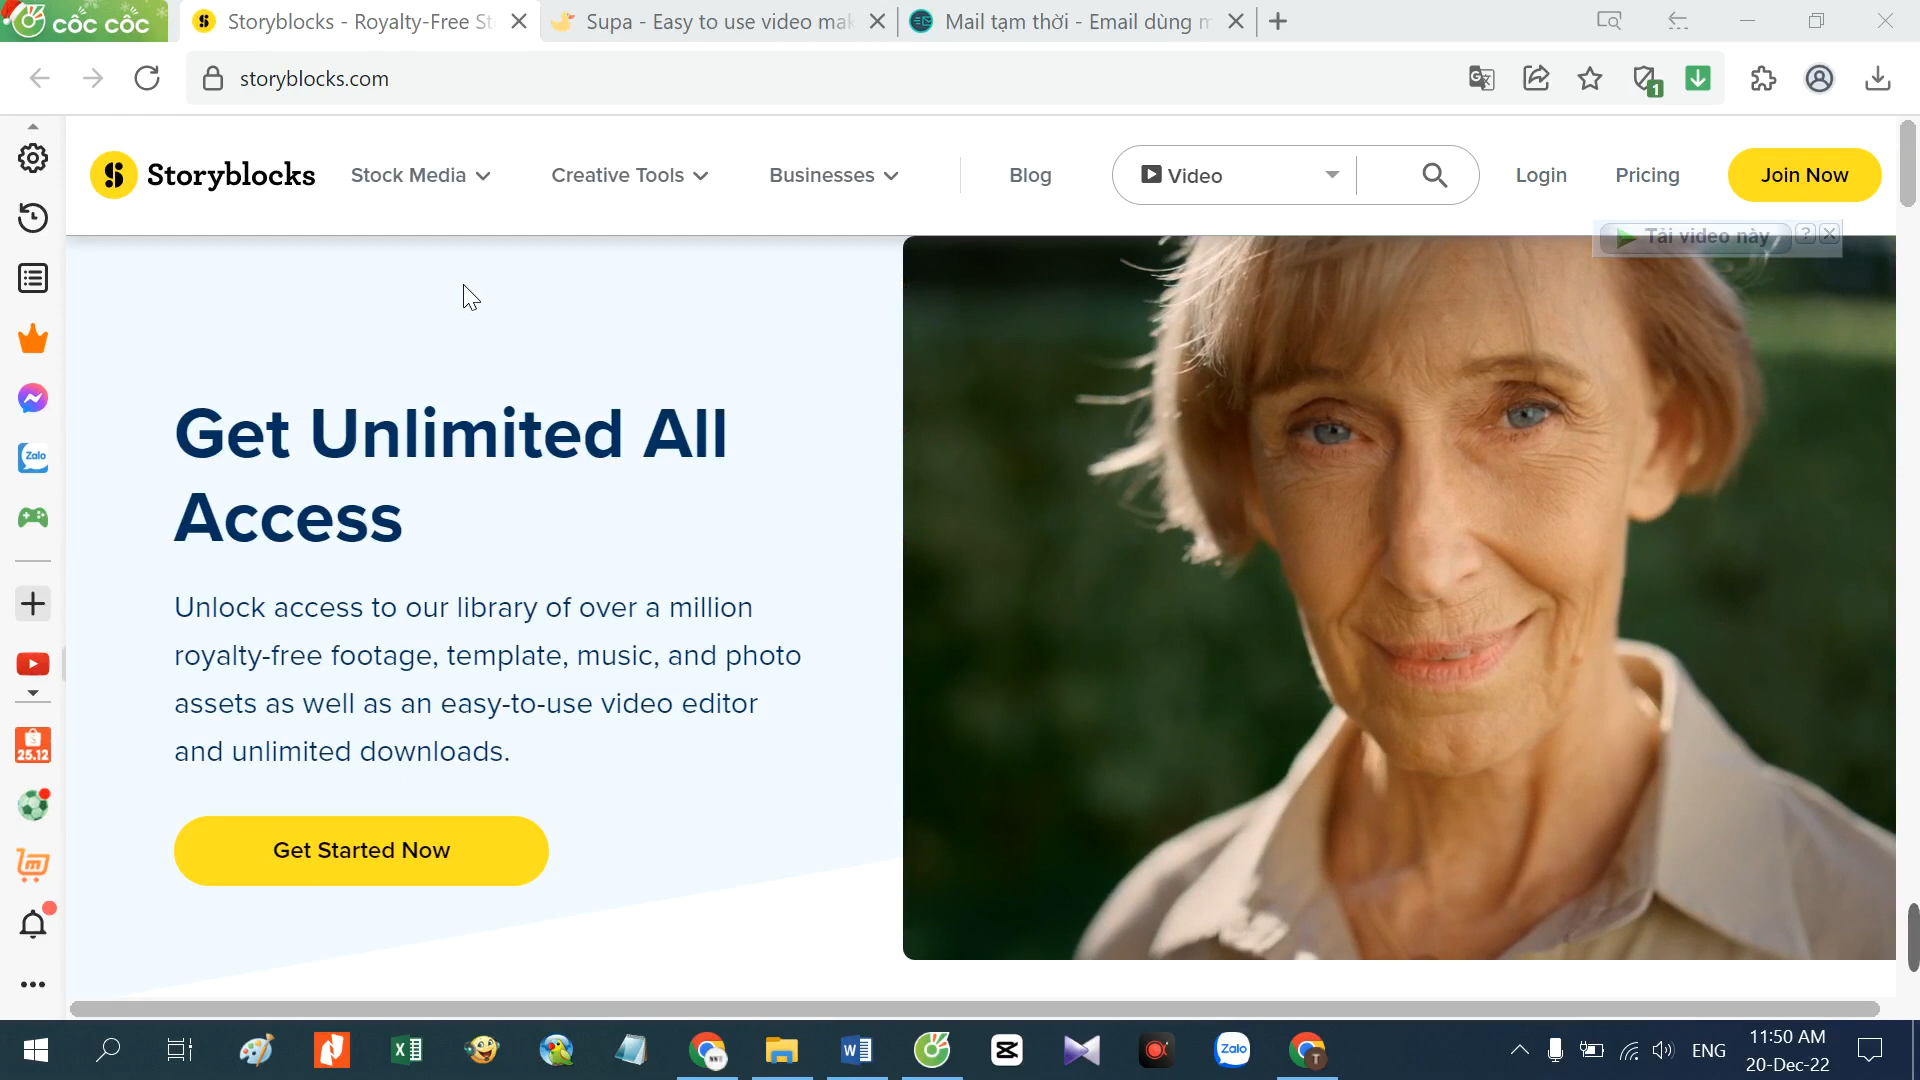 cốc cốc
Storyblocks - Royalty-Free St
Supa - Easy to use video mak
Mail tạm thời - Email dùng m
storyblocks.com
1
Storyblocks
Stock Media
Creative Tools
Businesses
Blog
Video
Login
Pricing
Join Now
Tải video này
?
Zalo
25.12
Get Unlimited All
Access
Unlock access to our library of over a million
royalty-free footage, template, music, and photo
assets as well as an easy-to-use video editor
and unlimited downloads.
Get Started Now
NNT
Zalo
T
ENG
11:50 AM
20-Dec-22